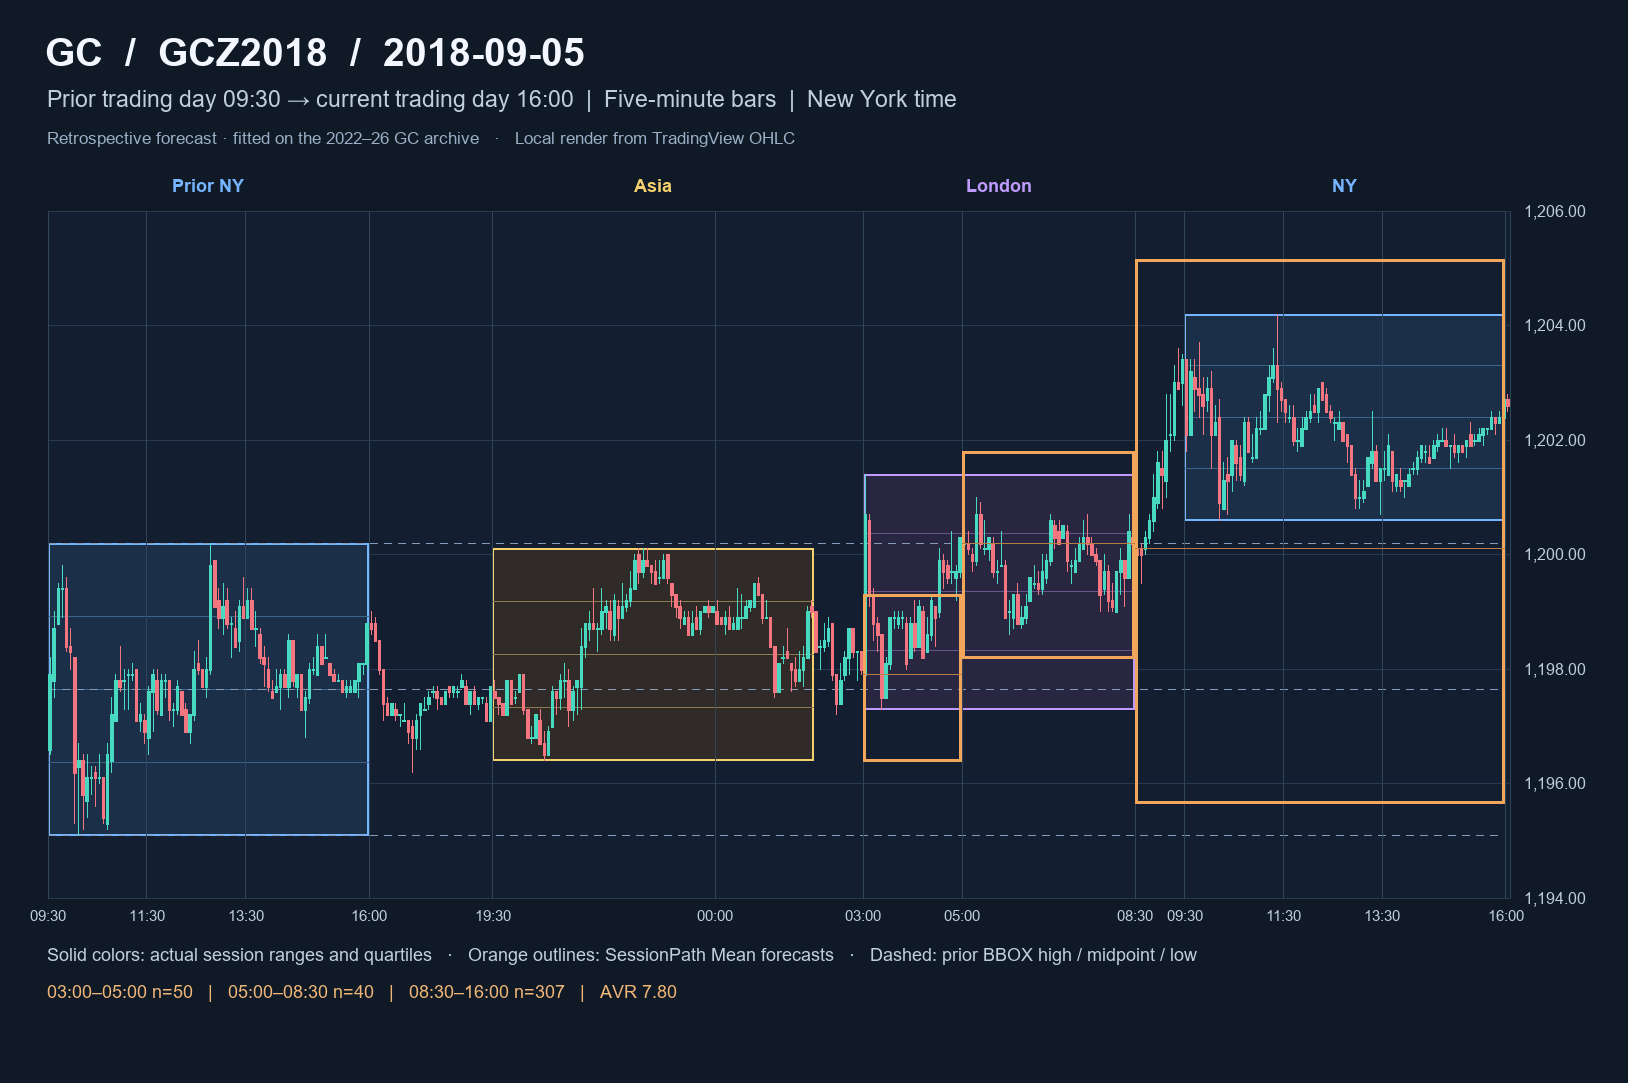 GC / GCZ2018 / 2018-09-05
Prior trading day 09:30 → current trading day 16:00 | Five-minute bars | New York time
Retrospective forecast · fitted on the 2022–26 GC archive · Local render from TradingView OHLC
Prior NY Asia London NY
1,206.00
1,204.00
1,202.00
1,200.00
1,198.00
1,196.00
1,194.00
09:30 11:30 13:30 16:00 19:30 00:00 03:00 05:00 08:30 09:30 11:30 13:30 16:00
Solid colors: actual session ranges and quartiles · Orange outlines: SessionPath Mean forecasts · Dashed: prior BBOX high / midpoint / low
03:00–05:00 n=50 | 05:00–08:30 n=40 | 08:30–16:00 n=307 | AVR 7.80